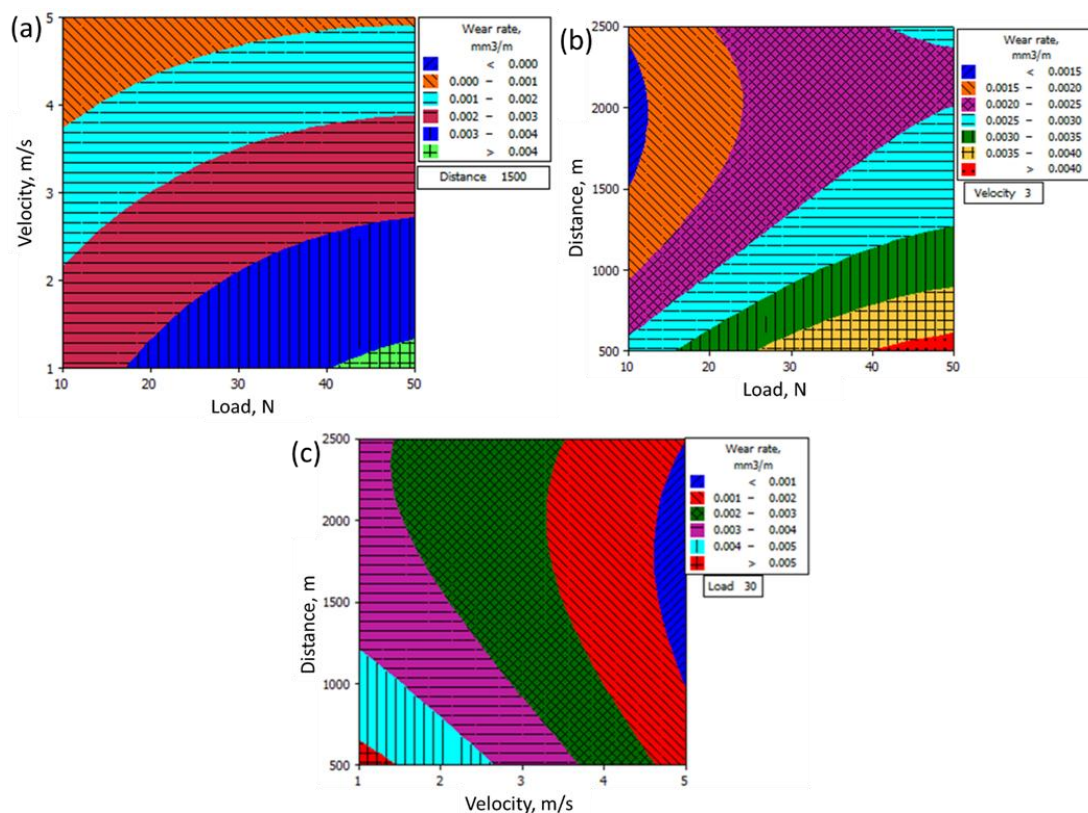 (a)
5
4
3
2
1
Velocity, m/s
10 20 30 40 50
Load, N
Wear rate,
mm3/m
< 0.000
0.000 – 0.001
0.001 – 0.002
0.002 – 0.003
0.003 – 0.004
> 0.004
Distance 1500
(b)
2500
2000
1500
1000
500
Distance, m
10 20 30 40 50
Load, N
Wear rate,
mm3/m
< 0.0015
0.0015 – 0.0020
0.0020 – 0.0025
0.0025 – 0.0030
0.0030 – 0.0035
0.0035 – 0.0040
> 0.0040
Velocity 3
(c)
2500
2000
1500
1000
500
Distance, m
1 2 3 4 5
Velocity, m/s
Wear rate,
mm3/m
< 0.001
0.001 – 0.002
0.002 – 0.003
0.003 – 0.004
0.004 – 0.005
> 0.005
Load 30